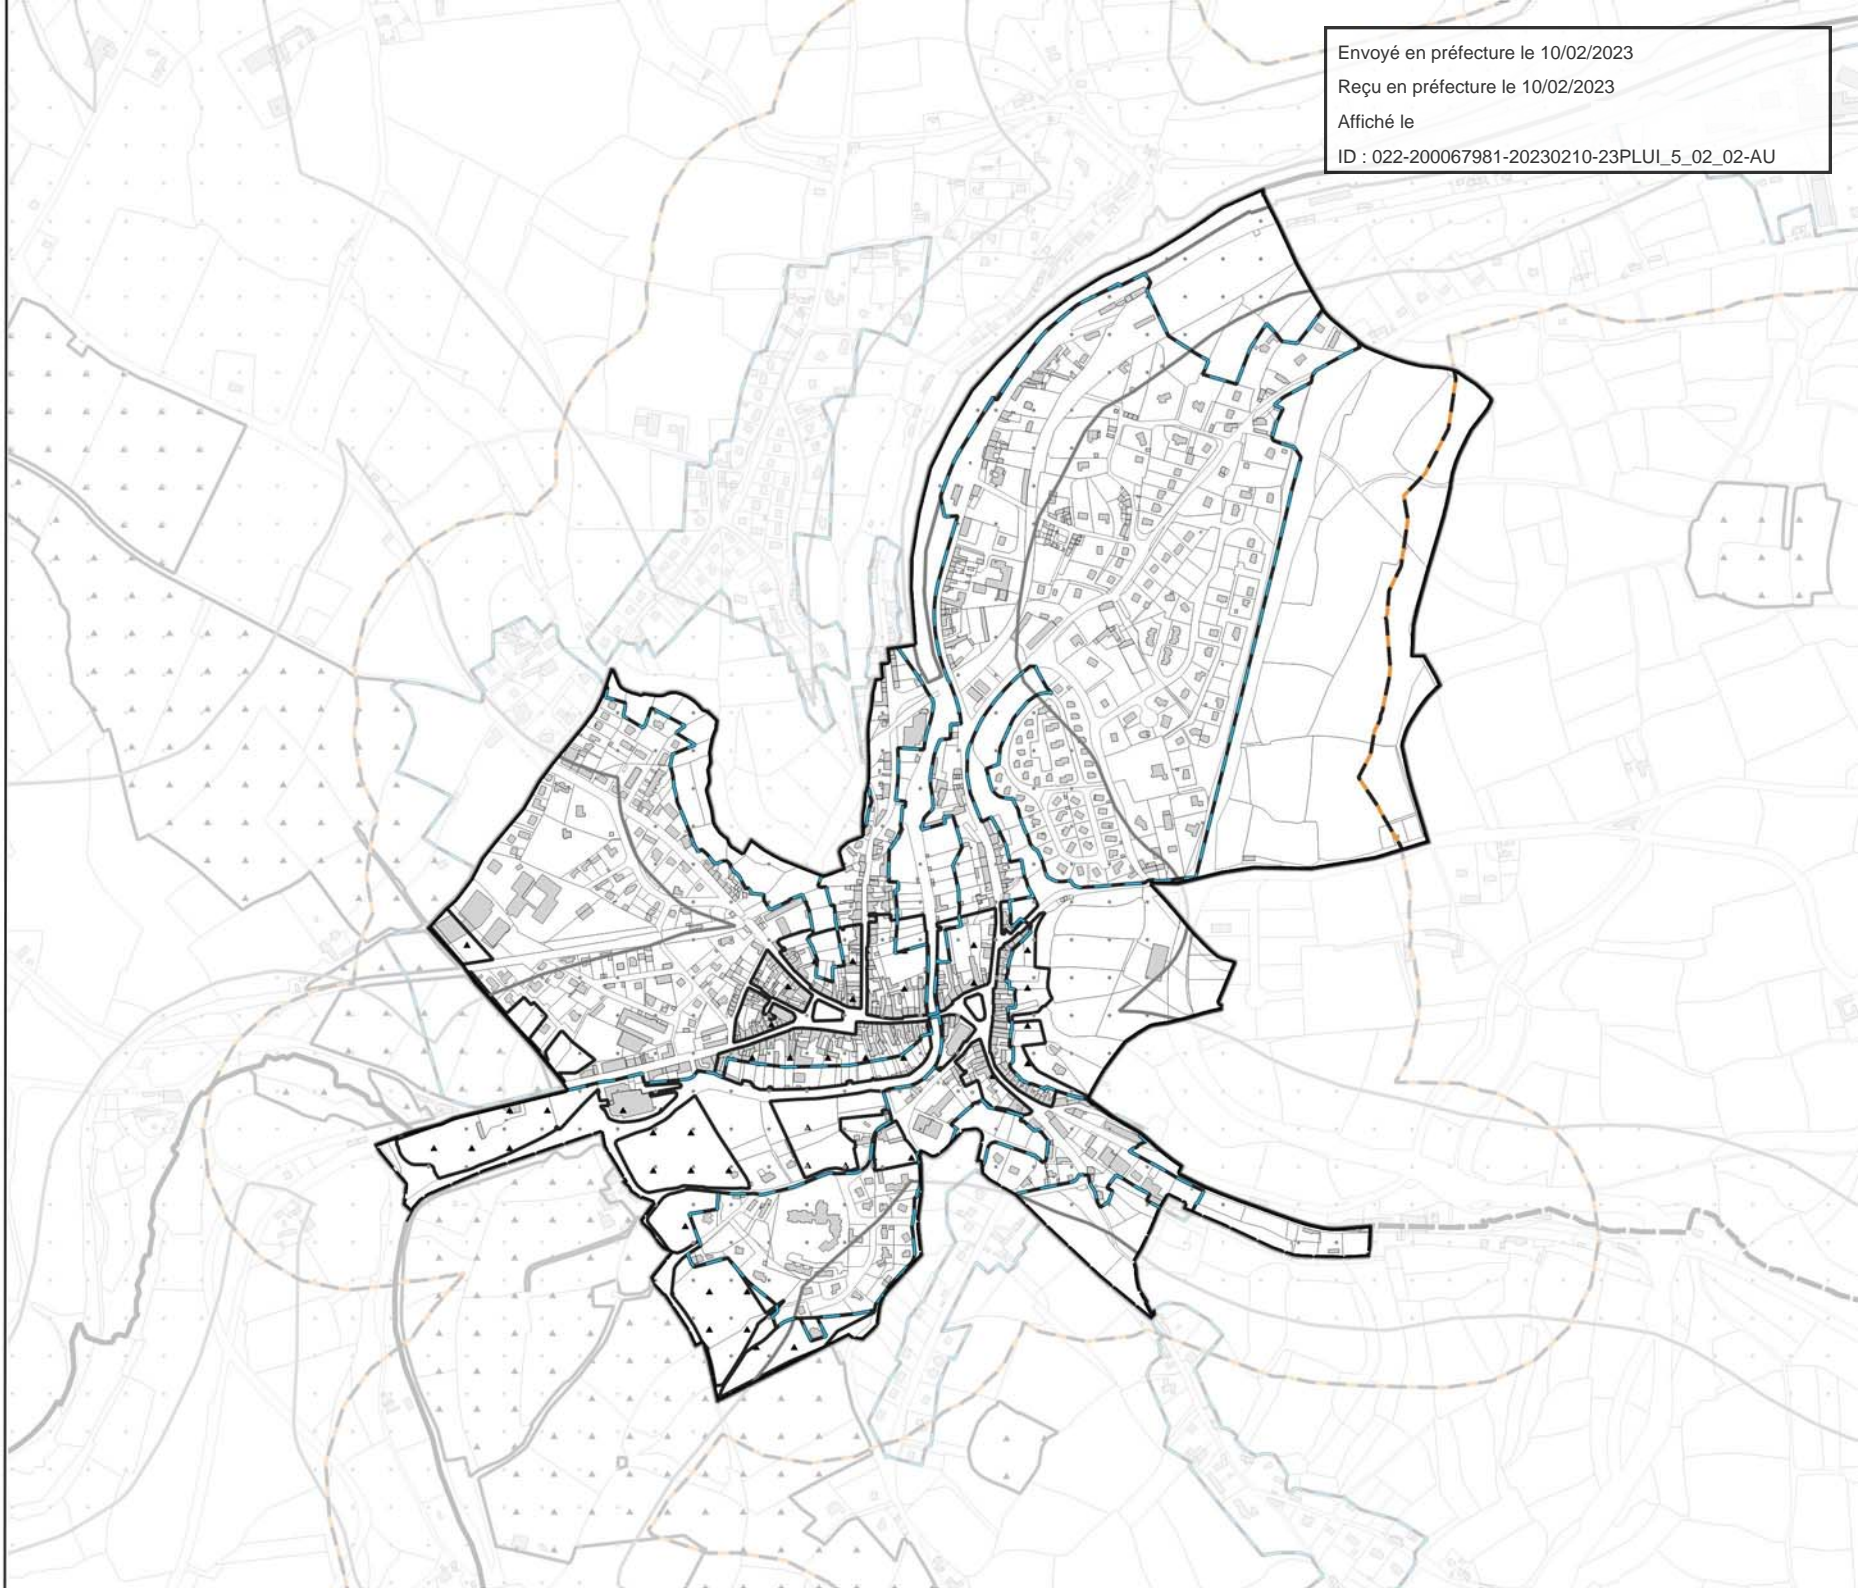 Envoyé en préfecture le 10/02/2023
Reçu en préfecture le 10/02/2023
Affiché le
ID : 022-200067981-20230210-23PLUI_5_02_02-AU